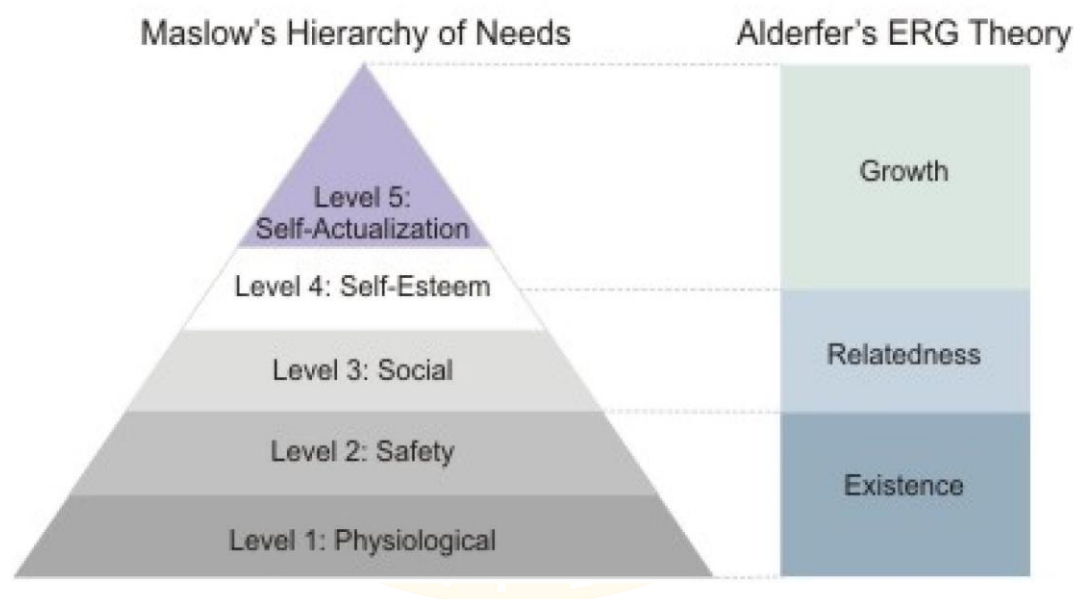 Maslow's Hierarchy of Needs
Alderfer's ERG Theory
Level 5:
Self-Actualization
Level 4: Self-Esteem
Level 3: Social
Level 2: Safety
Level 1: Physiological
Growth
Relatedness
Existence